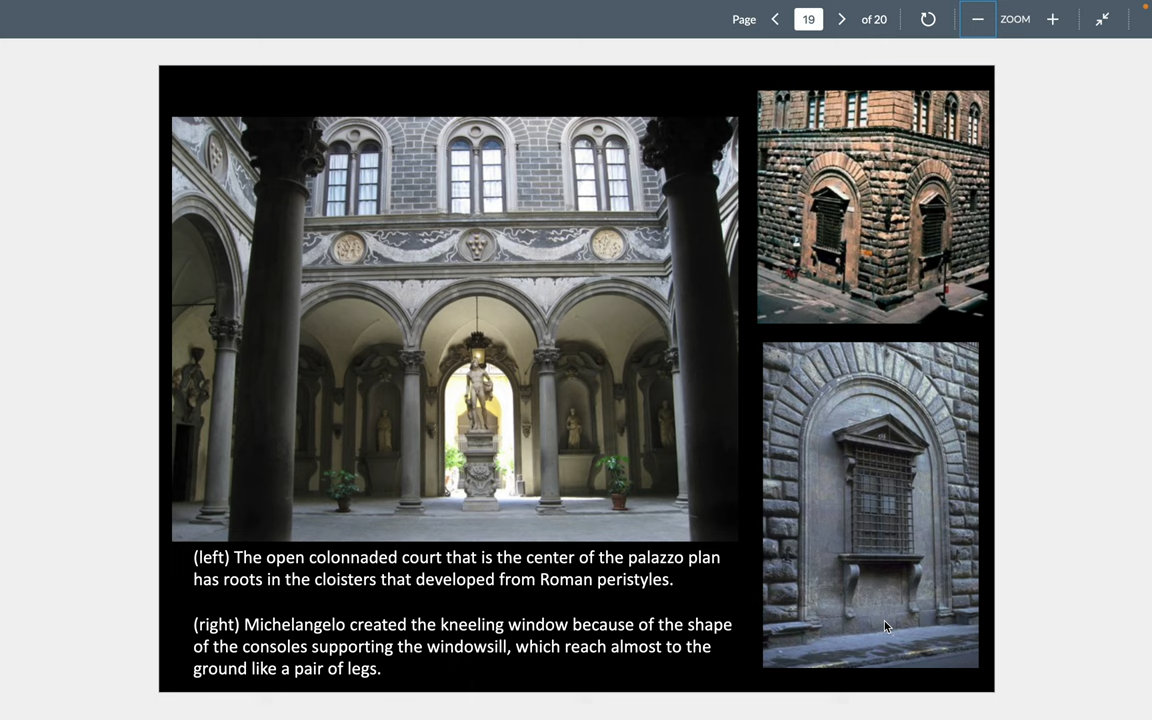 Page 19 of 20 ZOOM
(left) The open colonnaded court that is the center of the palazzo plan
has roots in the cloisters that developed from Roman peristyles.
(right) Michelangelo created the kneeling window because of the shape
of the consoles supporting the windowsill, which reach almost to the
ground like a pair of legs.